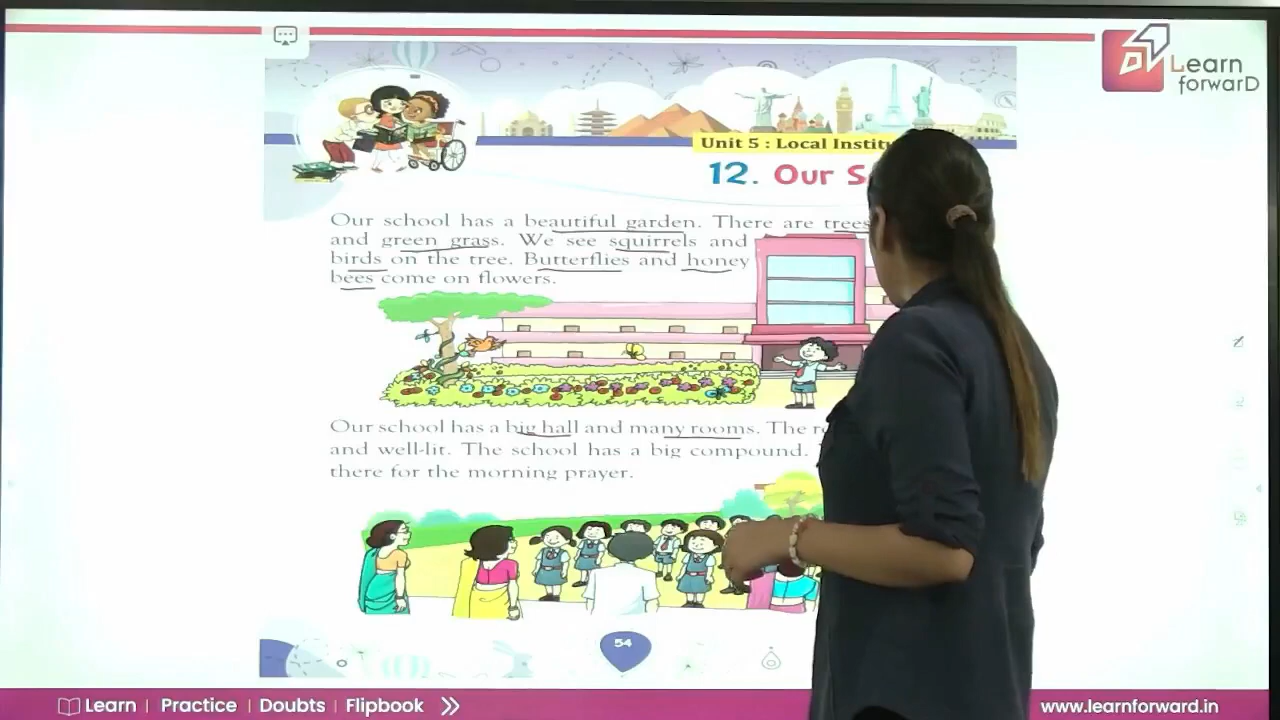 Learn
forwarD
Unit 5 : Local
12. Our
Our school has a beautiful garden. There are trees
and green grass. We see squirrels and
birds on the tree. Butterflies and honey
bees come on flowers.
Our school has a big hall and many rooms. The
and well-lit. The school has a big compound.
there for the morning prayer.
54
Learn | Practice | Doubts | Flipbook
www.learnforward.in